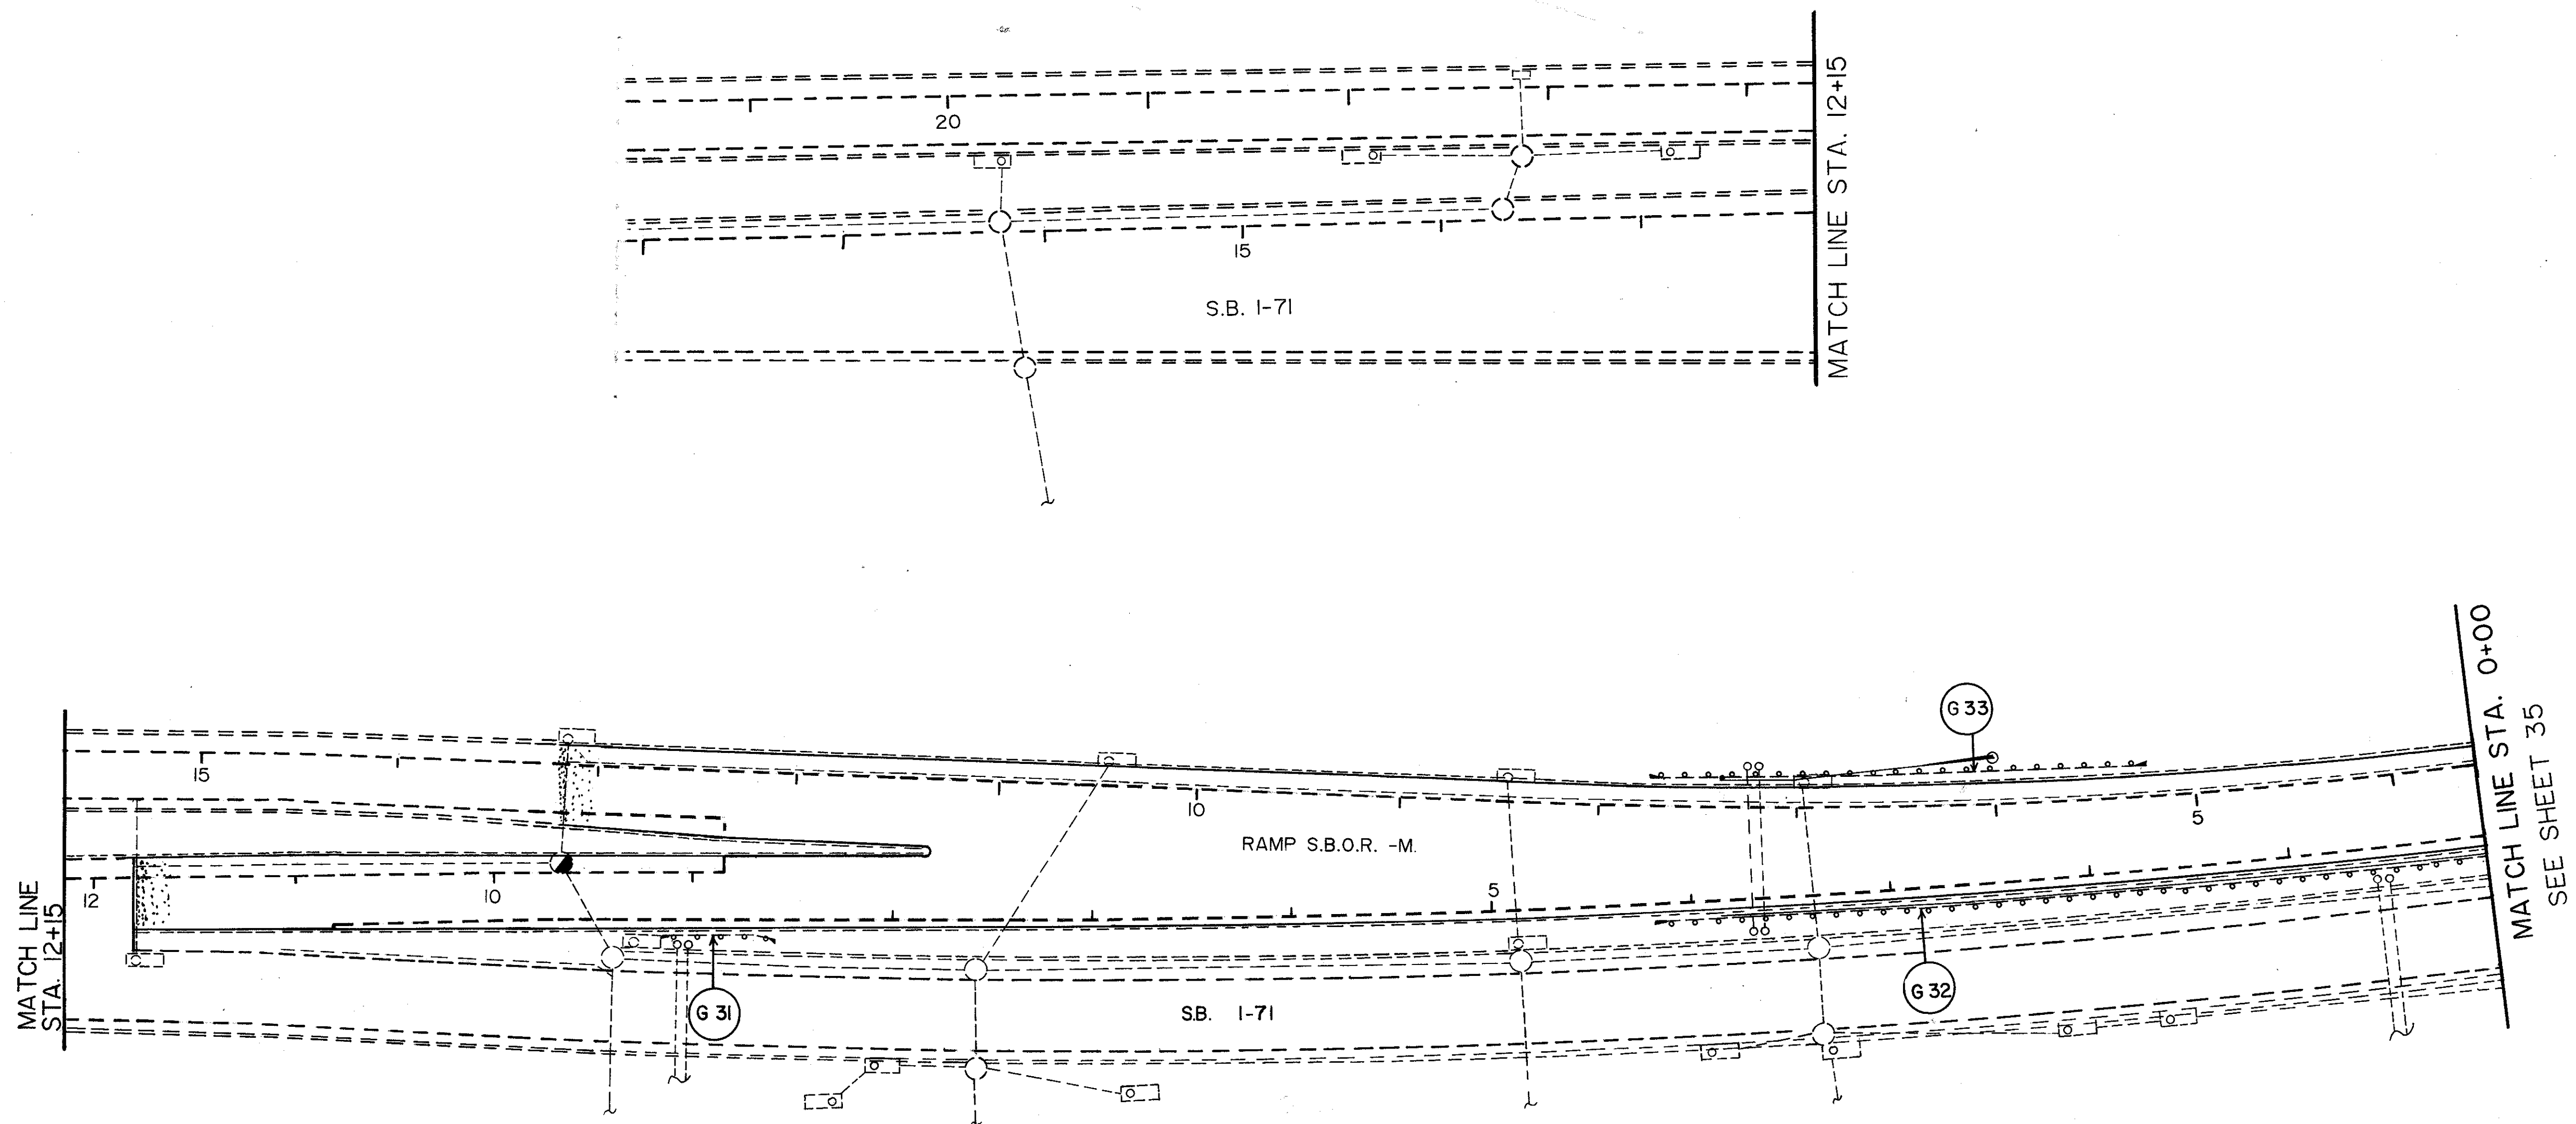 20
15
S.B. I-71
MATCH LINE STA. 12+15
G 33
15
10
5
RAMP S.B.O.R. -M.
12
10
5
G 31
G 32
S.B. I-71
MATCH LINE
STA. 12+15
MATCH LINE STA. 0+00
SEE SHEET 35